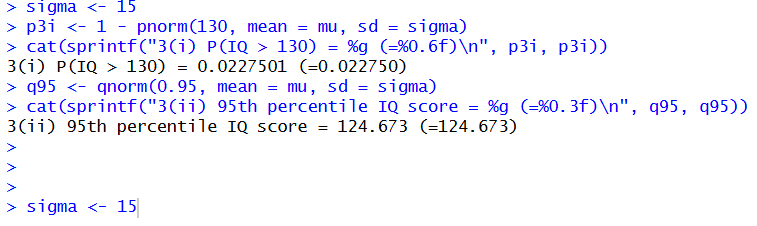 > sigma <- 15
> p3i <- 1 - pnorm(130, mean = mu, sd = sigma)
> cat(sprintf("3(i) P(IQ > 130) = %g (=%0.6f)\n", p3i, p3i))
3(i) P(IQ > 130) = 0.0227501 (=0.022750)
> q95 <- qnorm(0.95, mean = mu, sd = sigma)
> cat(sprintf("3(ii) 95th percentile IQ score = %g (=%0.3f)\n", q95, q95))
3(ii) 95th percentile IQ score = 124.673 (=124.673)
>
>
>
> sigma <- 15